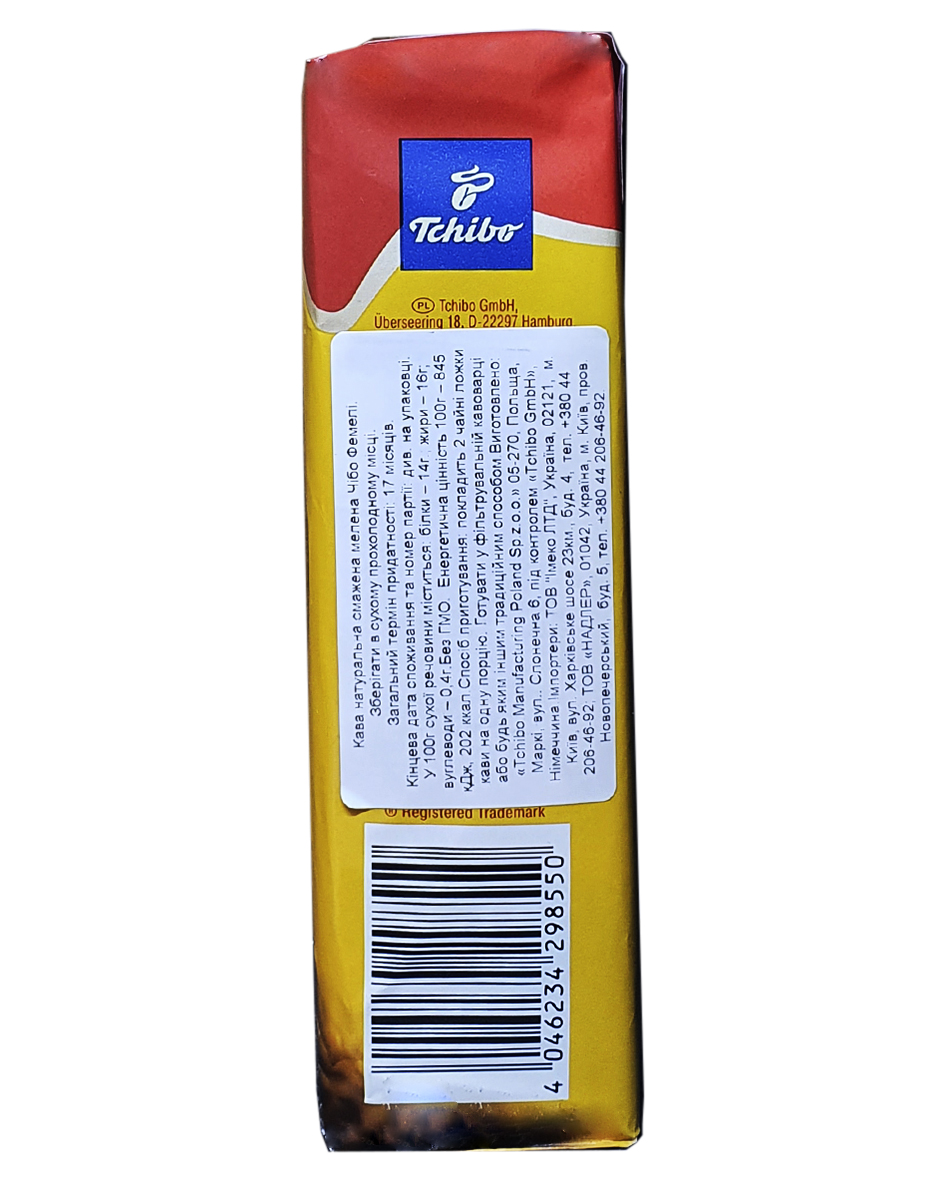 Tchibo
PL Tchibo GmbH,
Überseering 18, D-22297 Hamburg
Кава натуральна смажена мелена Чібо Фемелі.
Зберігати в сухому прохолодному місці.
Загальний термін придатності: 17 місяців.
Кінцева дата споживання та номер партії: див. на упаковці.
У 100г сухої речовини міститься: білки – 14г, жири – 16г,
вуглеводи – 0,4г.Без ГМО. Енергетична цінність 100г – 845
кДж, 202 ккал.Спосіб приготування: покладить 2 чайні ложки
кави на одну порцію. Готувати у фільтрувальній кавоварці
або будь яким іншим традиційним способом Виготовлено:
«Tchibo Manufacturing Poland Sp.z.o.o.» 05-270, Польща,
Маркі, вул.. Слонечна 6, під контролем «Tchibo GmbH»,
Німеччина Імпортери: ТОВ "Імеко ЛТД", Україна, 02121, м
Київ, вул. Харківське шосе 23км, буд. 4, тел. +380 44
206-46-92, ТОВ «НАДЛЕР», 01042, Україна, м. Київ, пров.
Новопечерський, буд. 5, тел. +380 44 206-46-92
® Registered Trademark
4 046234 298550